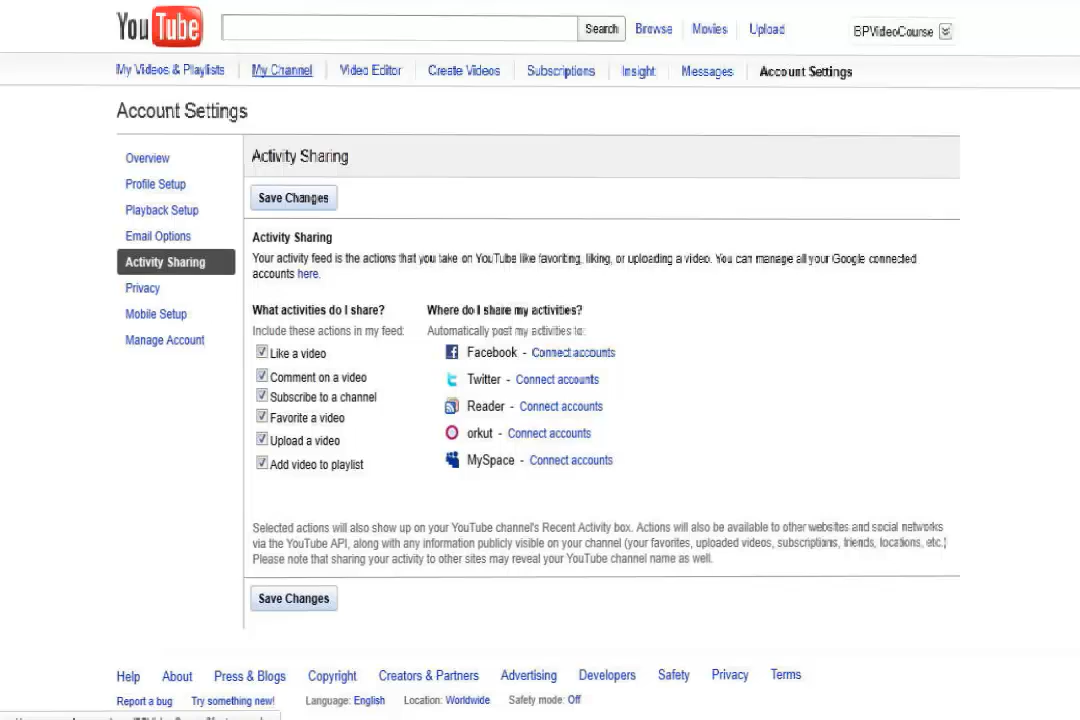 YouTube
Search
Browse
Movies
Upload
BPVideoCourse
My Videos & Playlists
My Channel
Video Editor
Create Videos
Subscriptions
Insight
Messages
Account Settings
Account Settings
Overview
Profile Setup
Playback Setup
Email Options
Activity Sharing
Privacy
Mobile Setup
Manage Account
Activity Sharing
Save Changes
Activity Sharing
Your activity feed is the actions that you take on YouTube like favoriting, liking, or uploading a video. You can manage all your Google connected
accounts here.
What activities do I share?
Include these actions in my feed:
Like a video
Comment on a video
Subscribe to a channel
Favorite a video
Upload a video
Add video to playlist
Where do I share my activities?
Automatically post my activities to:
Facebook - Connect accounts
Twitter - Connect accounts
Reader - Connect accounts
orkut - Connect accounts
MySpace - Connect accounts
Selected actions will also show up on your YouTube channel's Recent Activity box. Actions will also be available to other websites and social networks
via the YouTube API, along with any information publicly visible on your channel (your favorites, uploaded videos, subscriptions, friends, locations, etc.)
Please note that sharing your activity to other sites may reveal your YouTube channel name as well.
Save Changes
Help
About
Press & Blogs
Copyright
Creators & Partners
Advertising
Developers
Safety
Privacy
Terms
Report a bug
Try something new!
Language: English
Location: Worldwide
Safety mode: Off